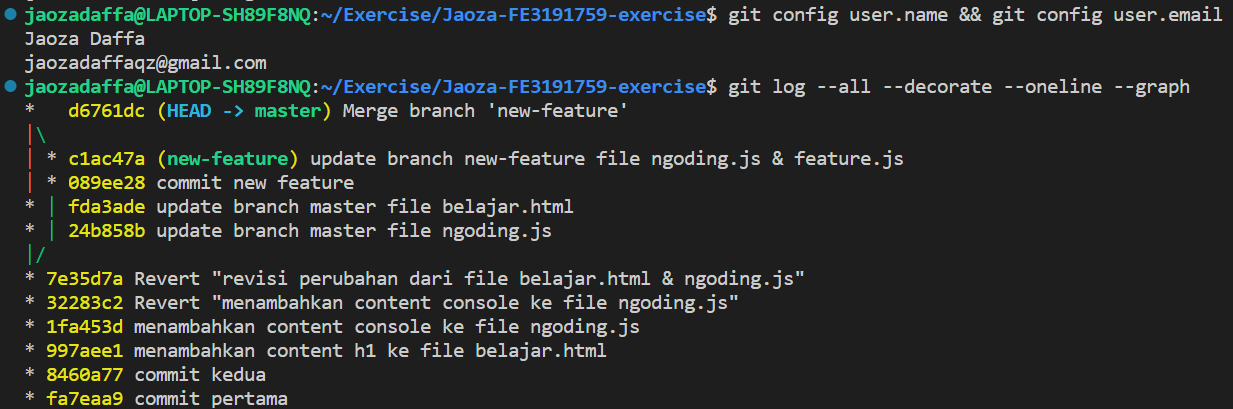 jaozadaffa@LAPTOP-SH89F8NQ:~/Exercise/Jaoza-FE3191759-exercise$ git config user.name && git config user.email
Jaoza Daffa
jaozadaffaqz@gmail.com
jaozadaffa@LAPTOP-SH89F8NQ:~/Exercise/Jaoza-FE3191759-exercise$ git log --all --decorate --oneline --graph
*   d6761dc (HEAD -> master) Merge branch 'new-feature'
|\
| * c1ac47a (new-feature) update branch new-feature file ngoding.js & feature.js
| * 089ee28 commit new feature
* | fda3ade update branch master file belajar.html
* | 24b858b update branch master file ngoding.js
|/
* 7e35d7a Revert "revisi perubahan dari file belajar.html & ngoding.js"
* 32283c2 Revert "menambahkan content console ke file ngoding.js"
* 1fa453d menambahkan content console ke file ngoding.js
* 997aee1 menambahkan content h1 ke file belajar.html
* 8460a77 commit kedua
* fa7eaa9 commit pertama